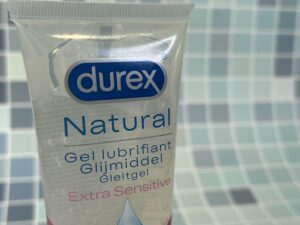 durex
Natural
Gel lubrifiant
Glijmiddel
Gleitgel
Extra Sensitive